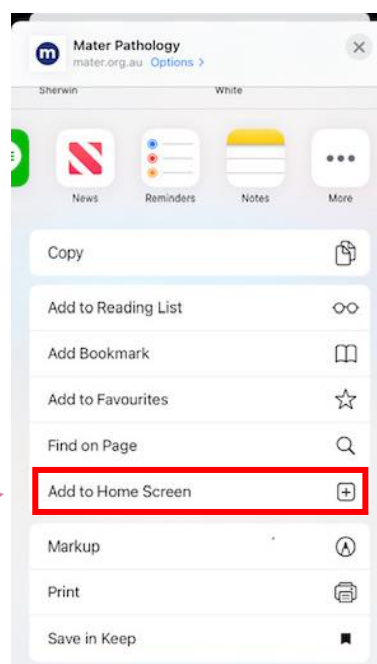 m
Mater Pathology
mater.org.au Options >
Sherwin White
News Reminders Notes More
Copy
Add to Reading List
Add Bookmark
Add to Favourites
Find on Page
Add to Home Screen
Markup
Print
Save in Keep